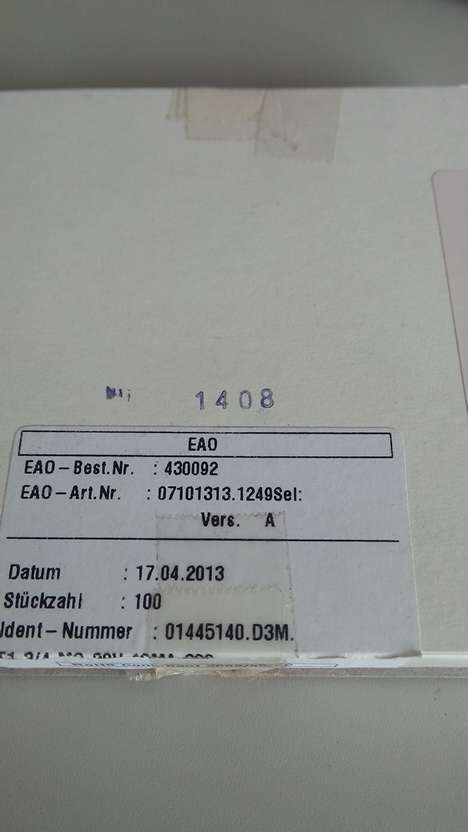 1408
EAO
EAO-Best.Nr. : 430092
EAO-Art.Nr. : 07101313.1249Sel:
Vers. A
Datum : 17.04.2013
Stückzahl : 100
Ident-Nummer : 01445140.D3M.